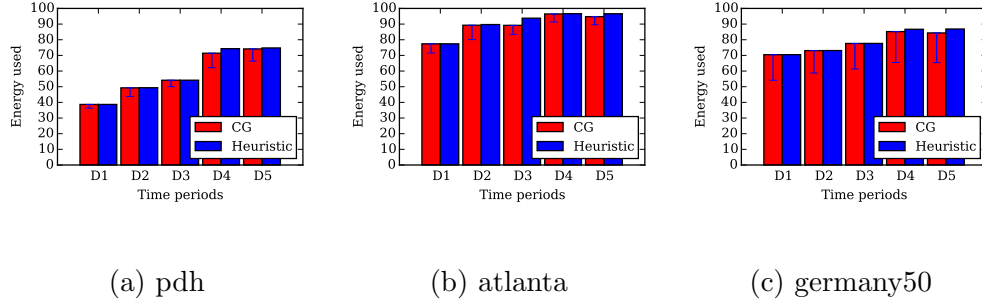 Energy used
100
90
80
70
60
50
40
30
20
10
0
CG
Heuristic
D1 D2 D3 D4 D5
Time periods
(a) pdh
Energy used
100
90
80
70
60
50
40
30
20
10
0
CG
Heuristic
D1 D2 D3 D4 D5
Time periods
(b) atlanta
Energy used
100
90
80
70
60
50
40
30
20
10
0
CG
Heuristic
D1 D2 D3 D4 D5
Time periods
(c) germany50